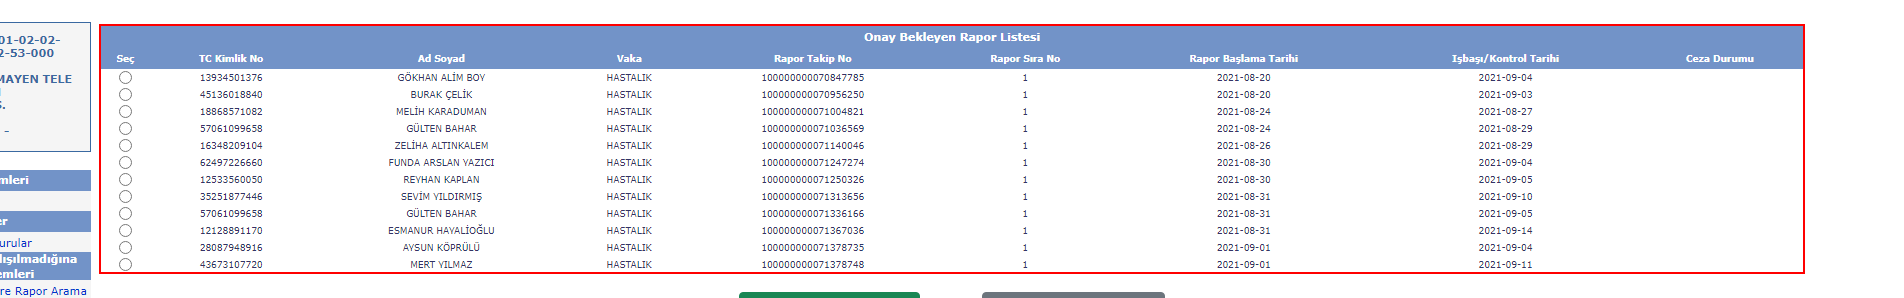 01-02-02-
2-53-000
MAYEN TELE
S.
-
mleri
er
urular
lışılmadığına
emleri
re Rapor Arama
Onay Bekleyen Rapor Listesi
Seç TC Kimlik No Ad Soyad Vaka Rapor Takip No Rapor Sıra No Rapor Başlama Tarihi İşbaşı/Kontrol Tarihi Ceza Durumu
13934501376 GÖKHAN ALİM BOY HASTALIK 100000000070847785 1 2021-08-20 2021-09-04
45136018840 BURAK ÇELİK HASTALIK 100000000070956250 1 2021-08-20 2021-09-03
18868571082 MELİH KARADUMAN HASTALIK 100000000071004821 1 2021-08-24 2021-08-27
57061099658 GÜLTEN BAHAR HASTALIK 100000000071036569 1 2021-08-24 2021-08-29
16348209104 ZELİHA ALTINKALEM HASTALIK 100000000071140046 1 2021-08-26 2021-08-29
62497226660 FUNDA ARSLAN YAZICI HASTALIK 100000000071247274 1 2021-08-30 2021-09-04
12533560050 REYHAN KAPLAN HASTALIK 100000000071250326 1 2021-08-30 2021-09-05
35251877446 SEVİM YILDIRMIŞ HASTALIK 100000000071313656 1 2021-08-31 2021-09-10
57061099658 GÜLTEN BAHAR HASTALIK 100000000071336166 1 2021-08-31 2021-09-05
12128891170 ESMANUR HAYALİOĞLU HASTALIK 100000000071367036 1 2021-08-31 2021-09-14
28087948916 AYSUN KÖPRÜLÜ HASTALIK 100000000071378735 1 2021-09-01 2021-09-04
43673107720 MERT YILMAZ HASTALIK 100000000071378748 1 2021-09-01 2021-09-11